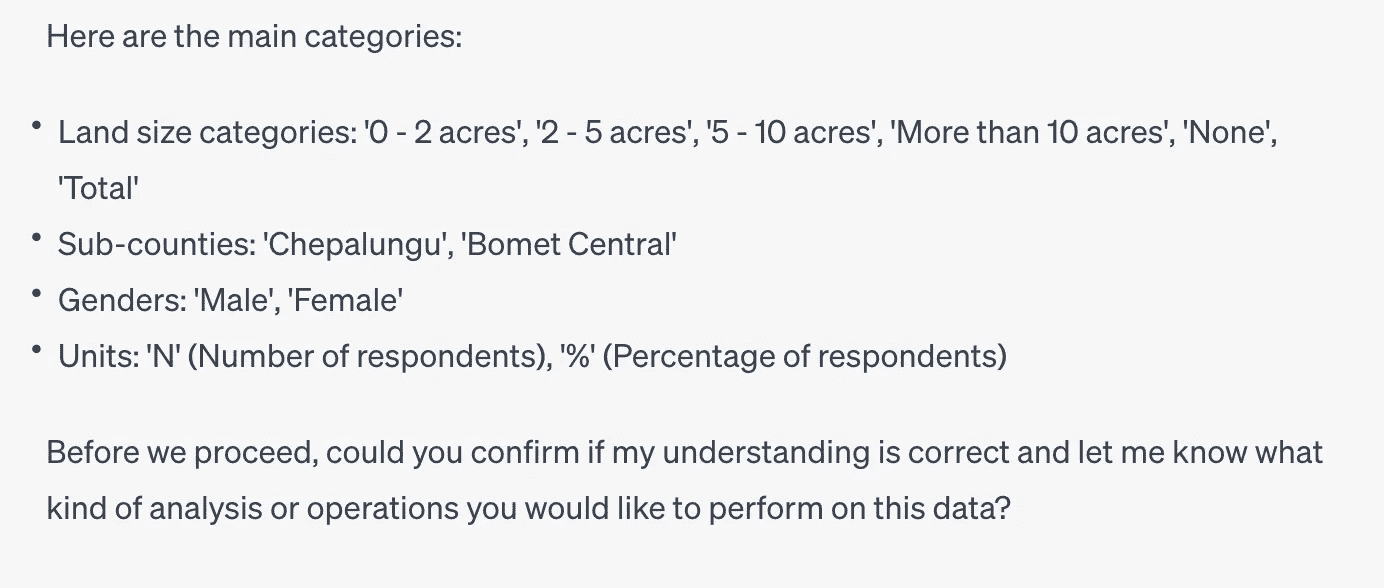 Here are the main categories:
• Land size categories: '0 - 2 acres', '2 - 5 acres', '5 - 10 acres', 'More than 10 acres', 'None',
'Total'
• Sub-counties: 'Chepalungu', 'Bomet Central'
• Genders: 'Male', 'Female'
• Units: 'N' (Number of respondents), '%' (Percentage of respondents)
Before we proceed, could you confirm if my understanding is correct and let me know what
kind of analysis or operations you would like to perform on this data?